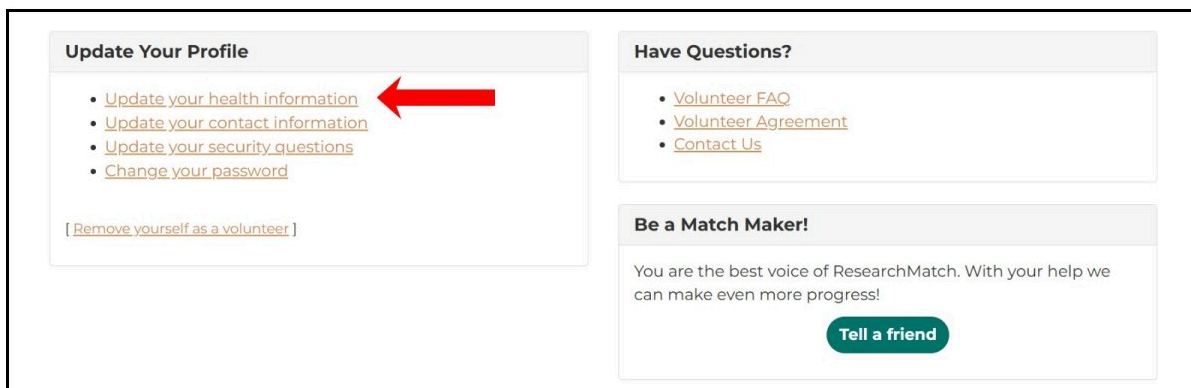 Update Your Profile
Update your health information
Update your contact information
Update your security questions
Change your password
[ Remove yourself as a volunteer ]
Have Questions?
Volunteer FAQ
Volunteer Agreement
Contact Us
Be a Match Maker!
You are the best voice of ResearchMatch. With your help we
can make even more progress!
Tell a friend